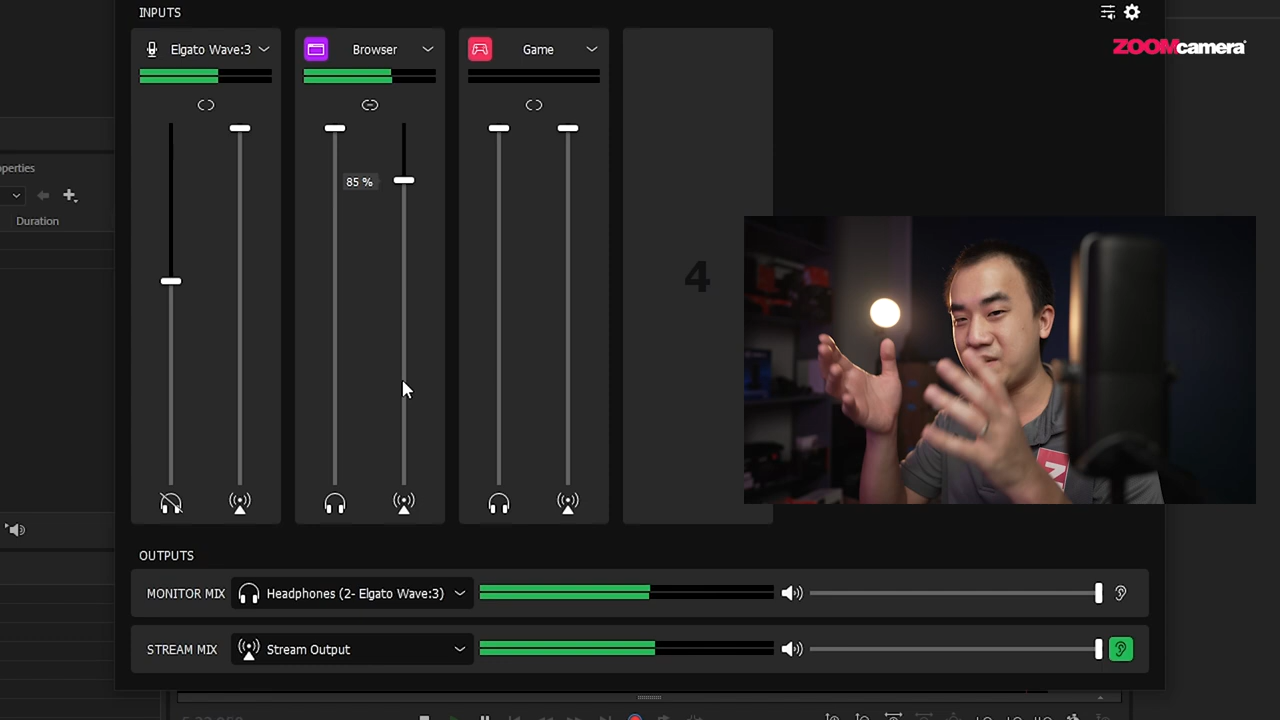 INPUTS
ZOOMcamera®
Elgato Wave:3
Browser
Game
operties
85 %
Duration
4
OUTPUTS
MONITOR MIX
Headphones (2- Elgato Wave:3)
STREAM MIX
Stream Output